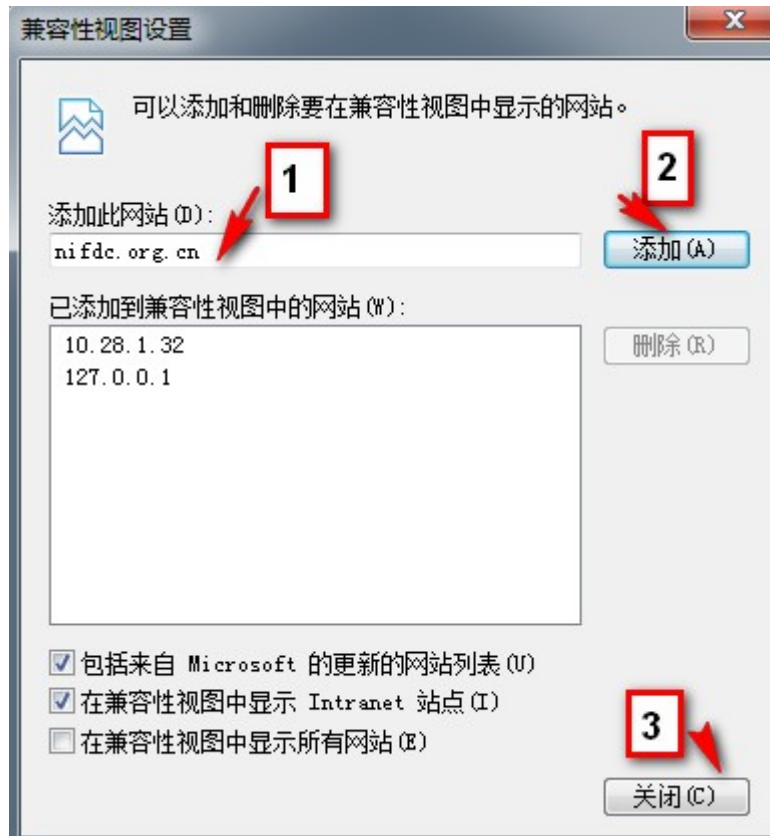 兼容性视图设置
可以添加和删除要在兼容性视图中显示的网站。
1
2
添加此网站(D):
nifdc.org.cn
添加(A)
已添加到兼容性视图中的网站(W):
10.28.1.32
127.0.0.1
删除(R)
包括来自 Microsoft 的更新的网站列表(U)
在兼容性视图中显示 Intranet 站点(I)
在兼容性视图中显示所有网站(E)
3
关闭(C)